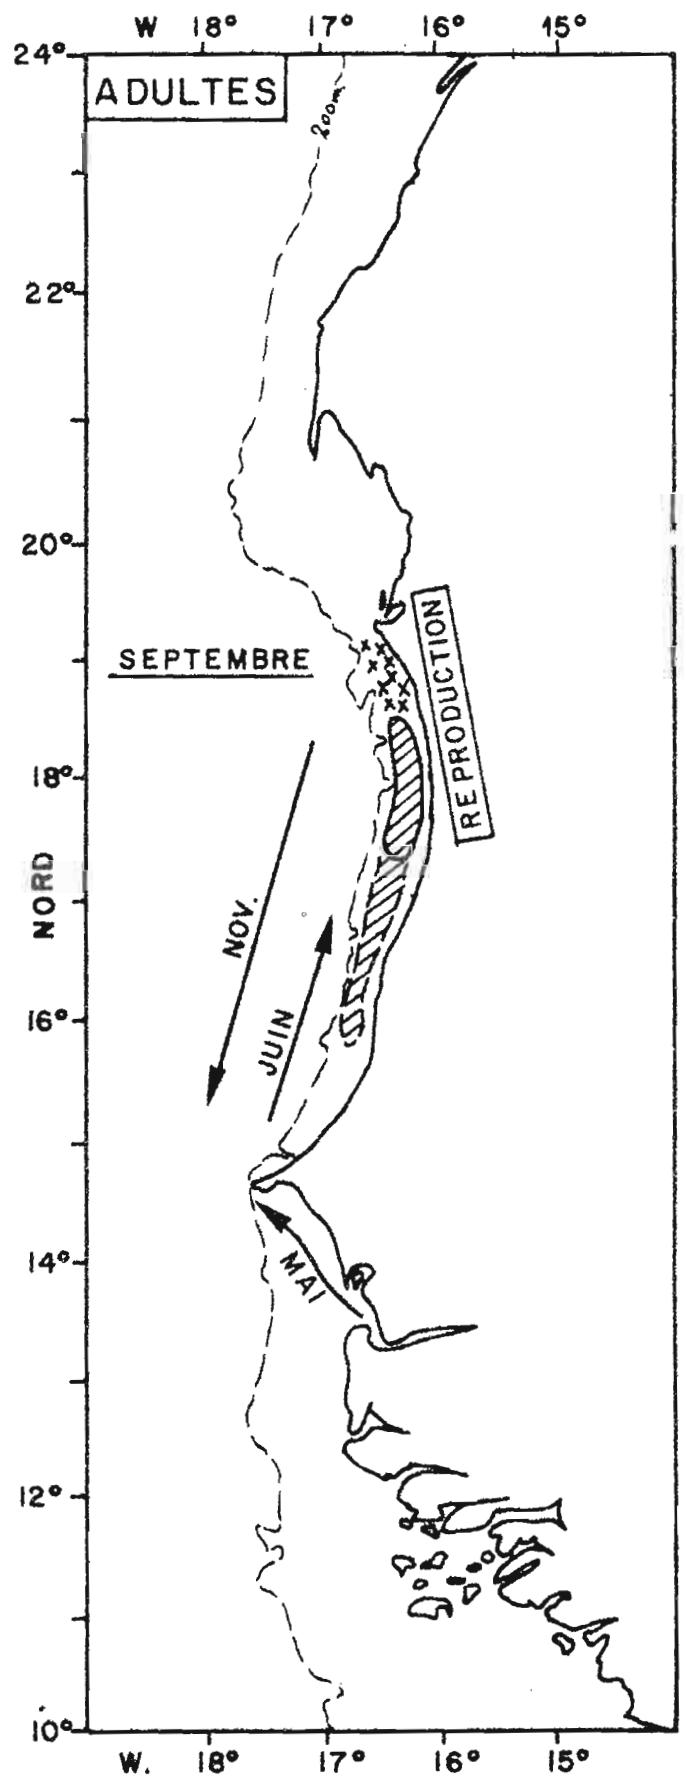 W 18° 17° 16° 15°
24°
ADULTES
200m
22°
20°
REPRODUCTION
SEPTEMBRE
18°
NORD
NOV.
JUIN
16°
14°
MAI
12°
10°
W. 18° 17° 16° 15°